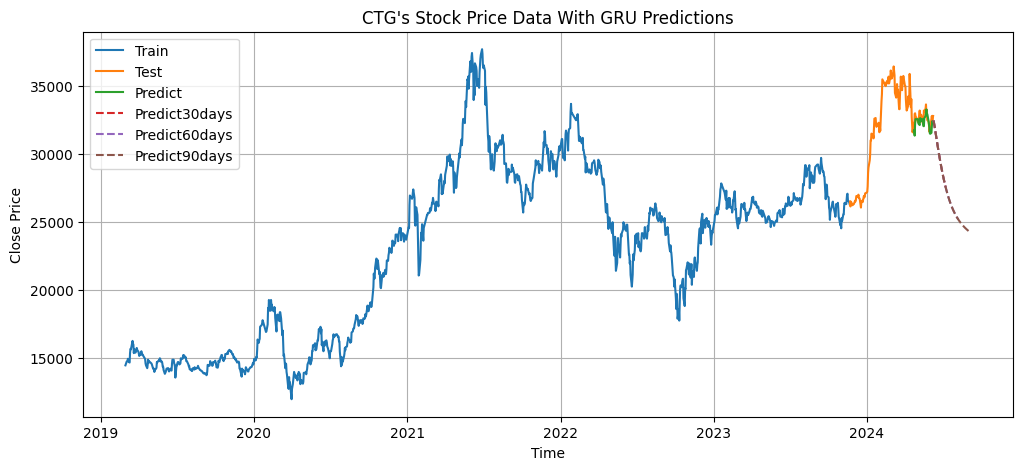 CTG's Stock Price Data With GRU Predictions
Train
Test
Predict
Predict30days
Predict60days
Predict90days
Close Price
35000
30000
25000
20000
15000
2019 2020 2021 2022 2023 2024
Time